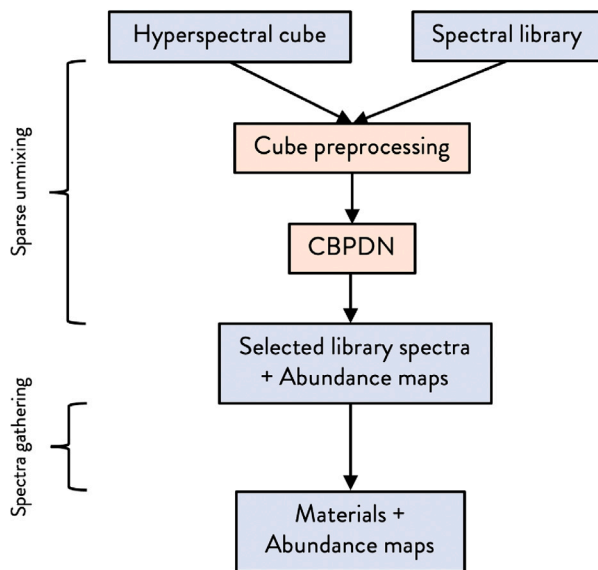 Hyperspectral cube
Spectral library
Sparse unmixing
Cube preprocessing
CBPDN
Selected library spectra
+ Abundance maps
Spectra gathering
Materials +
Abundance maps